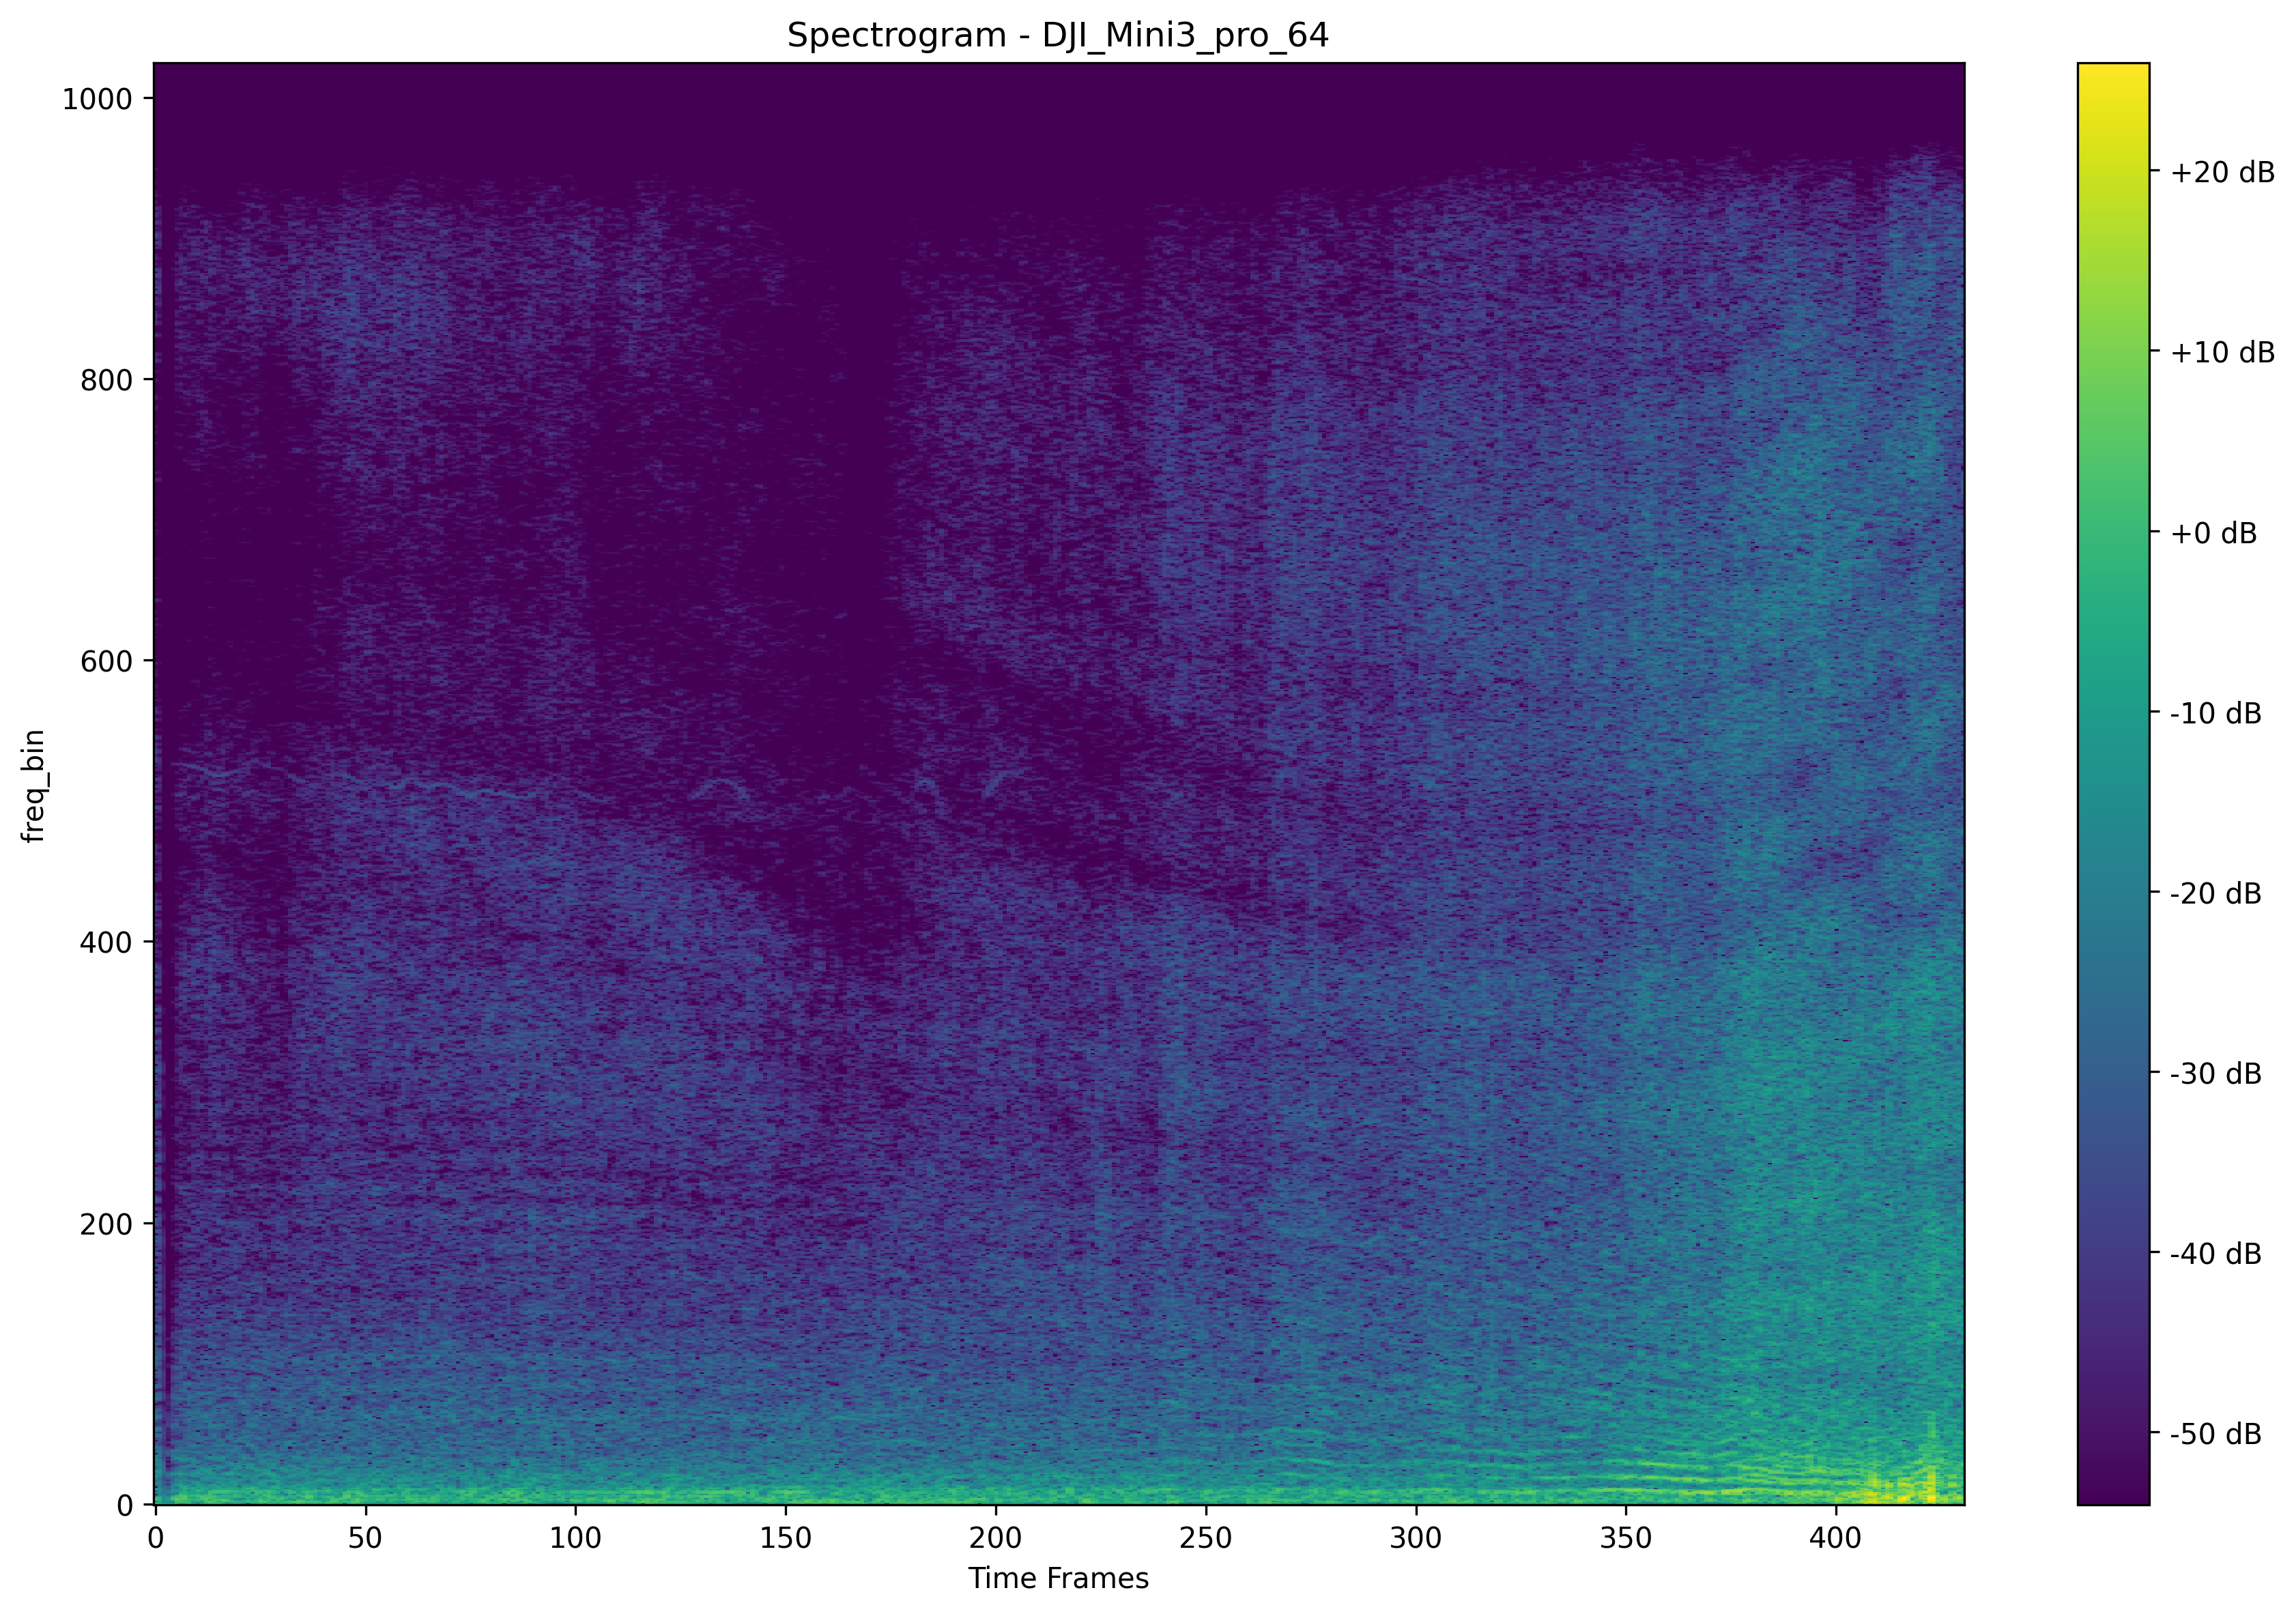 Spectrogram - DJI_Mini3_pro_64
1000
800
600
400
200
0
freq_bin
0 50 100 150 200 250 300 350 400
Time Frames
+20 dB
+10 dB
+0 dB
-10 dB
-20 dB
-30 dB
-40 dB
-50 dB